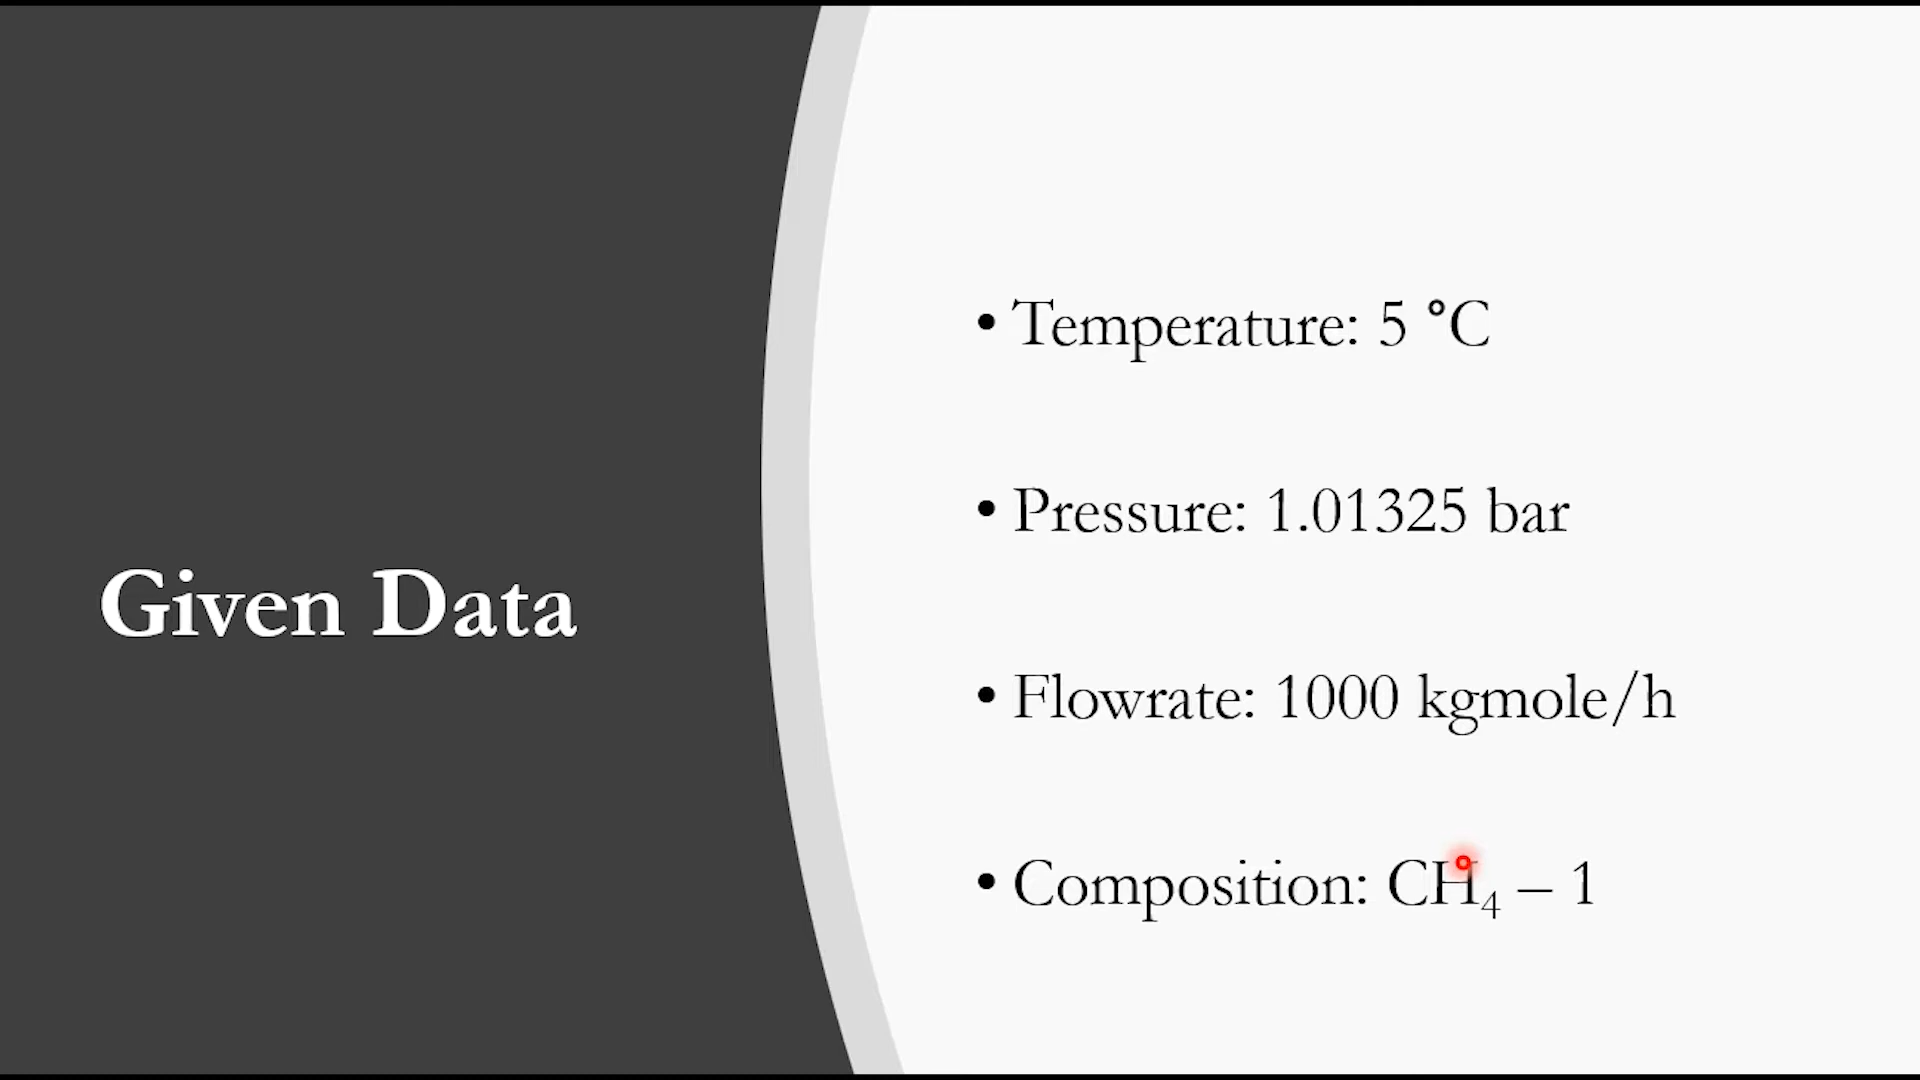 Given Data
• Temperature: 5 °C
• Pressure: 1.01325 bar
• Flowrate: 1000 kgmole/h
• Composition: CH₄ – 1